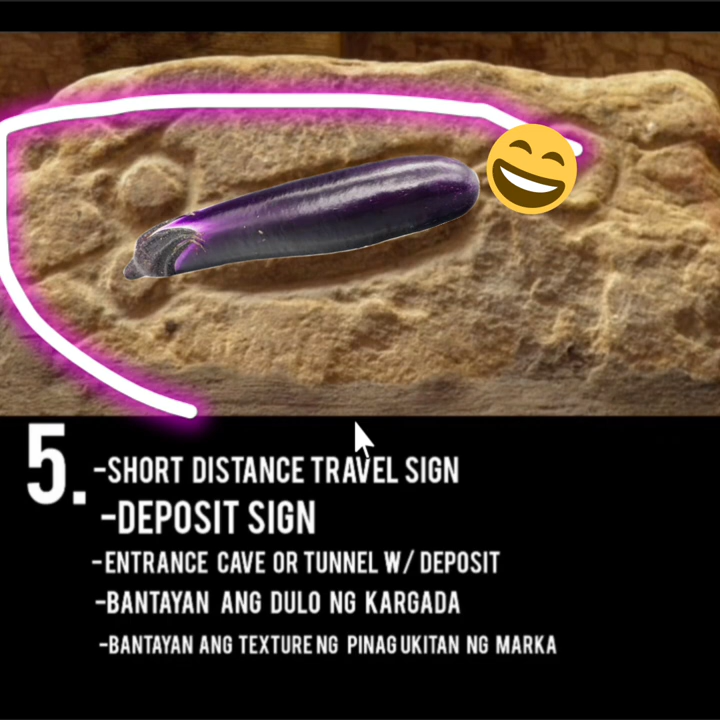 5.
-SHORT DISTANCE TRAVEL SIGN
-DEPOSIT SIGN
-ENTRANCE CAVE OR TUNNEL W/ DEPOSIT
-BANTAYAN ANG DULO NG KARGADA
-BANTAYAN ANG TEXTURE NG PINAG UKITAN NG MARKA